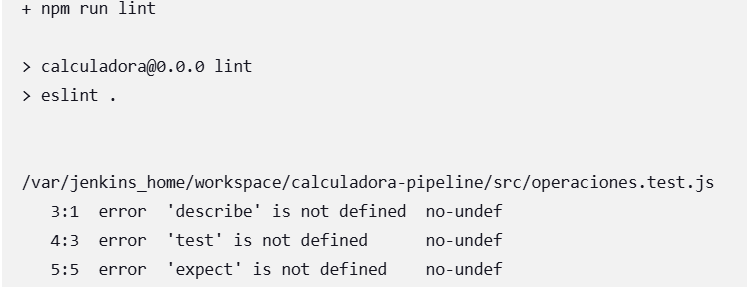 + npm run lint
> calculadora@0.0.0 lint
> eslint .
/var/jenkins_home/workspace/calculadora-pipeline/src/operaciones.test.js
3:1  error  'describe' is not defined  no-undef
4:3  error  'test' is not defined      no-undef
5:5  error  'expect' is not defined    no-undef